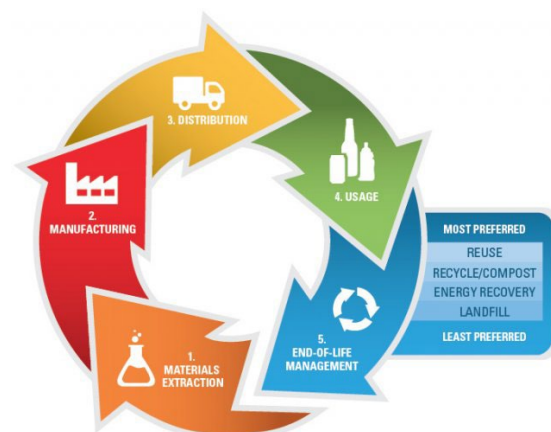 3. DISTRIBUTION
4. USAGE
2.
MANUFACTURING
MOST PREFERRED
REUSE
RECYCLE/COMPOST
ENERGY RECOVERY
LANDFILL
LEAST PREFERRED
5.
END-OF-LIFE
MANAGEMENT
1.
MATERIALS
EXTRACTION